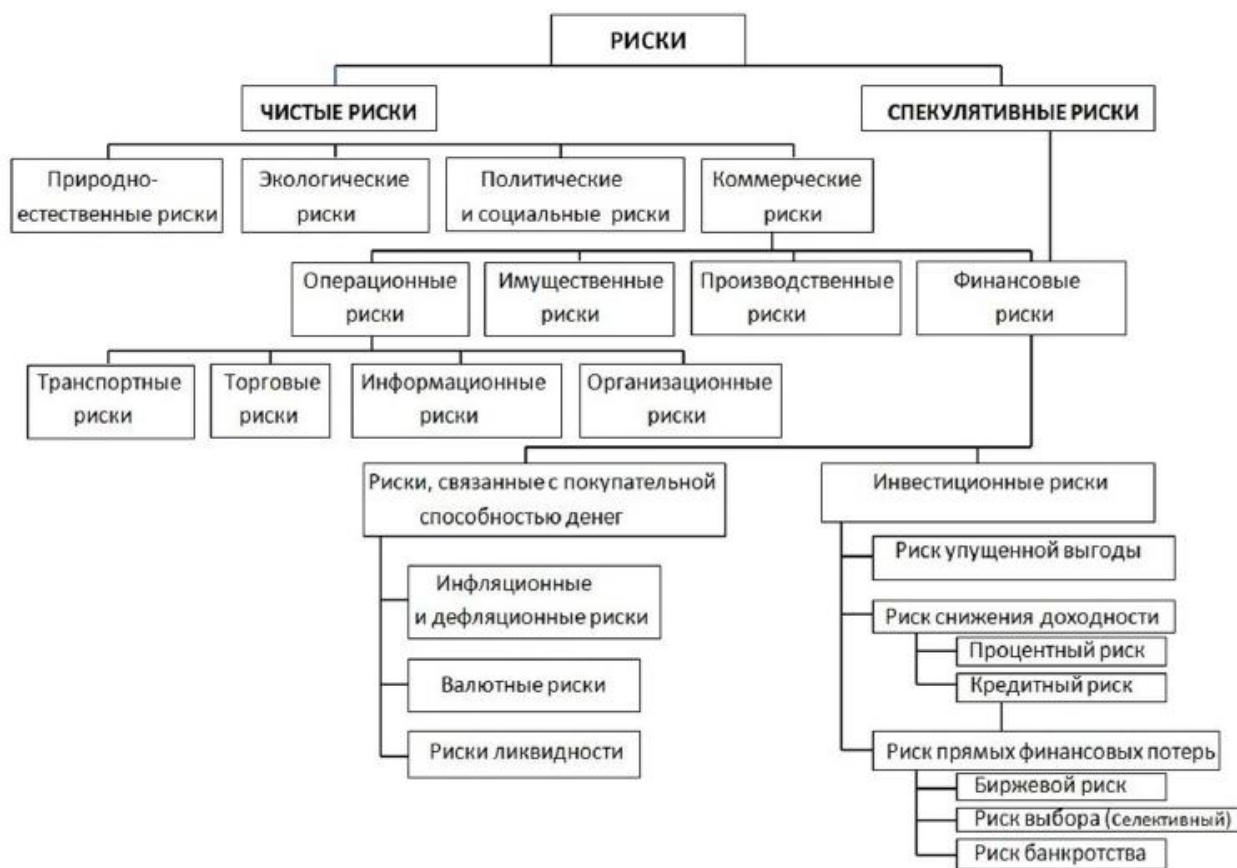 РИСКИ
ЧИСТЫЕ РИСКИ
СПЕКУЛЯТИВНЫЕ РИСКИ
Природно-
естественные риски
Экологические
риски
Политические
и социальные риски
Коммерческие
риски
Операционные
риски
Имущественные
риски
Производственные
риски
Финансовые
риски
Транспортные
риски
Торговые
риски
Информационные
риски
Организационные
риски
Риски, связанные с покупательной
способностью денег
Инфляционные
и дефляционные риски
Валютные риски
Риски ликвидности
Инвестиционные риски
Риск упущенной выгоды
Риск снижения доходности
Процентный риск
Кредитный риск
Риск прямых финансовых потерь
Биржевой риск
Риск выбора (селективный)
Риск банкротства